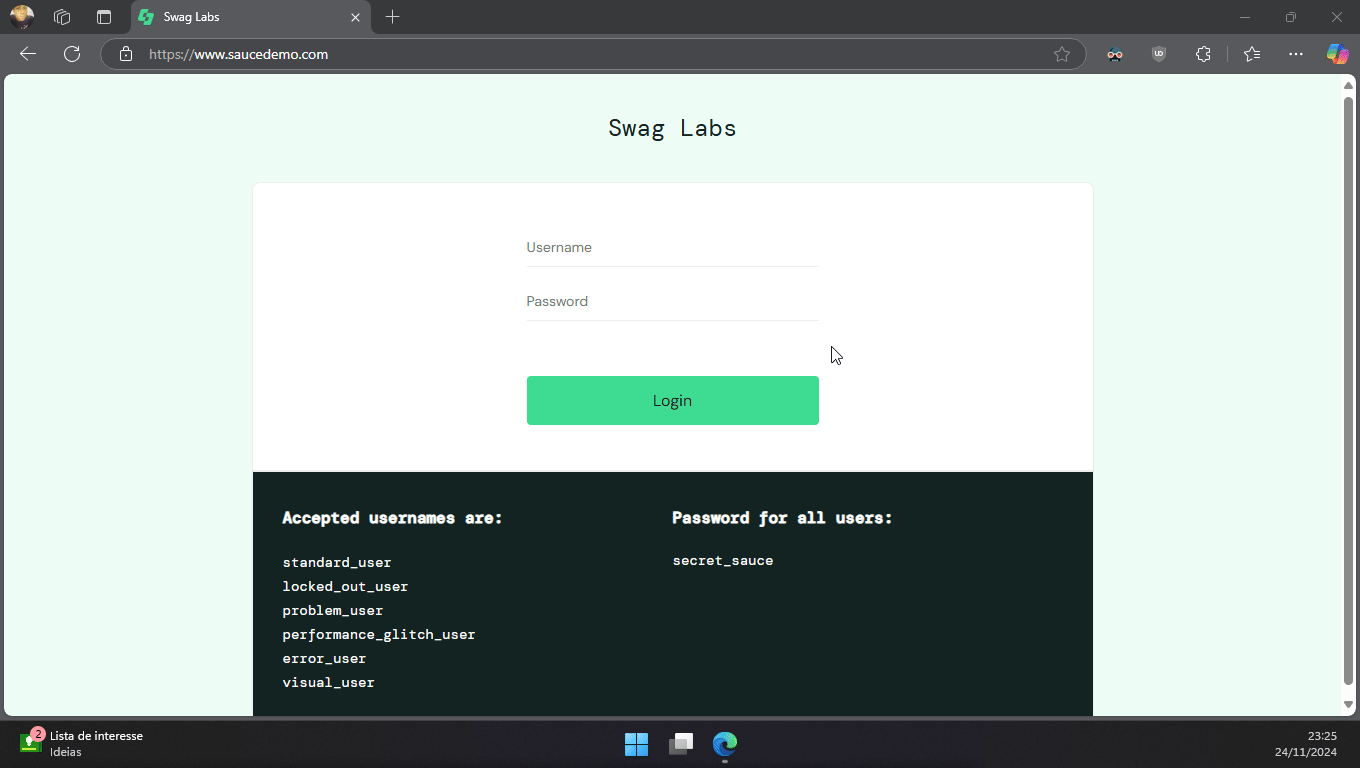 Swag Labs
https://www.saucedemo.com
UD
Swag Labs
Username
Password
Login
Accepted usernames are:
standard_user
locked_out_user
problem_user
performance_glitch_user
error_user
visual_user
Password for all users:
secret_sauce
2
Lista de interesse
Ideias
23:25
24/11/2024